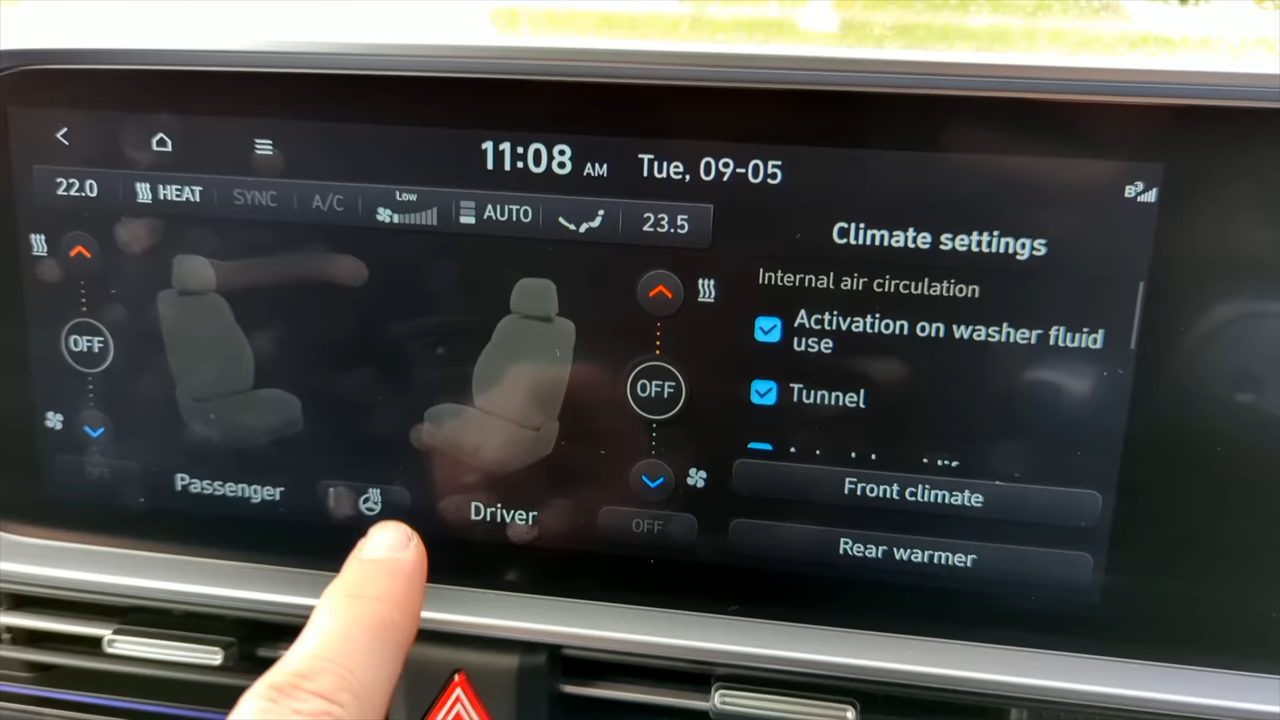 11:08 AM Tue, 09-05
22.0 HEAT SYNC A/C Low AUTO 23.5
OFF
OFF
Passenger
OFF
Driver
OFF
Climate settings
Internal air circulation
Activation on washer fluid
use
Tunnel
Front climate
Rear warmer